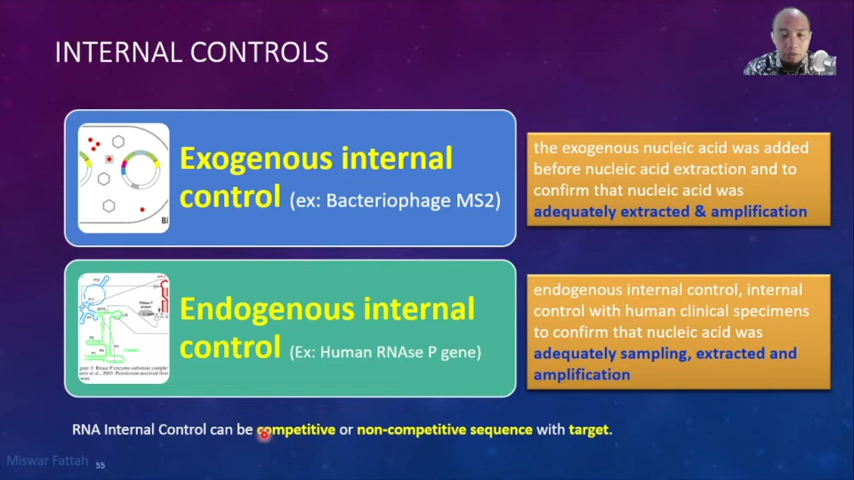 INTERNAL CONTROLS
Exogenous internal
control (ex: Bacteriophage MS2)
the exogenous nucleic acid was added
before nucleic acid extraction and to
confirm that nucleic acid was
adequately extracted & amplification
Endogenous internal
control (Ex: Human RNAse P gene)
endogenous internal control, internal
control with human clinical specimens
to confirm that nucleic acid was
adequately sampling, extracted and
amplification
RNA Internal Control can be competitive or non-competitive sequence with target.
Miswar Fattah 55